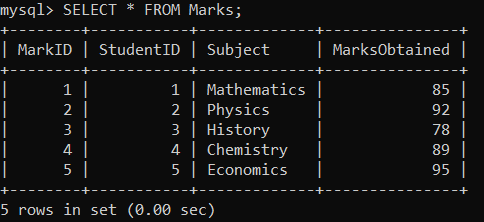 mysql> SELECT * FROM Marks;
+--------+-----------+-------------+---------------+
| MarkID | StudentID | Subject     | MarksObtained |
+--------+-----------+-------------+---------------+
|      1 |         1 | Mathematics |            85 |
|      2 |         2 | Physics     |            92 |
|      3 |         3 | History     |            78 |
|      4 |         4 | Chemistry   |            89 |
|      5 |         5 | Economics   |            95 |
+--------+-----------+-------------+---------------+
5 rows in set (0.00 sec)